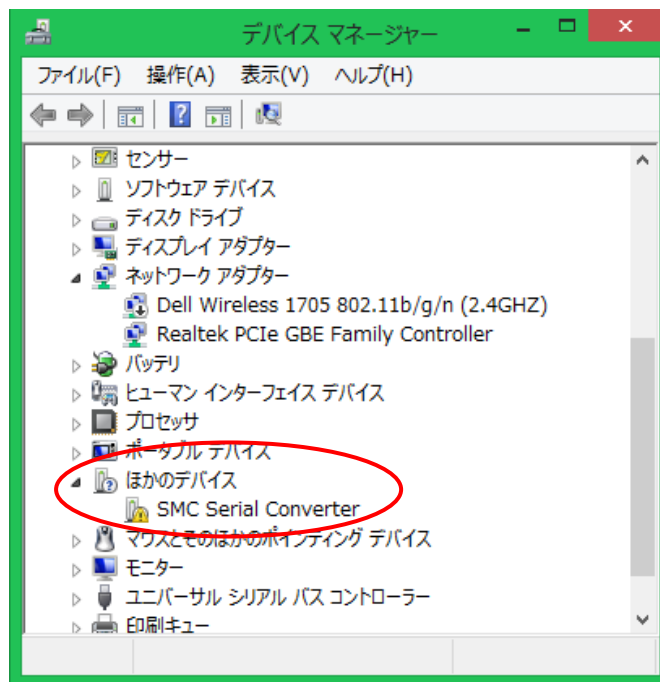 デバイス マネージャー
ファイル(F) 操作(A) 表示(V) ヘルプ(H)
センサー
ソフトウェア デバイス
ディスク ドライブ
ディスプレイ アダプター
ネットワーク アダプター
Dell Wireless 1705 802.11b/g/n (2.4GHZ)
Realtek PCIe GBE Family Controller
バッテリ
ヒューマン インターフェイス デバイス
プロセッサ
ポータブル デバイス
ほかのデバイス
SMC Serial Converter
マウスとそのほかのポインティング デバイス
モニター
ユニバーサル シリアル バス コントローラー
印刷キュー